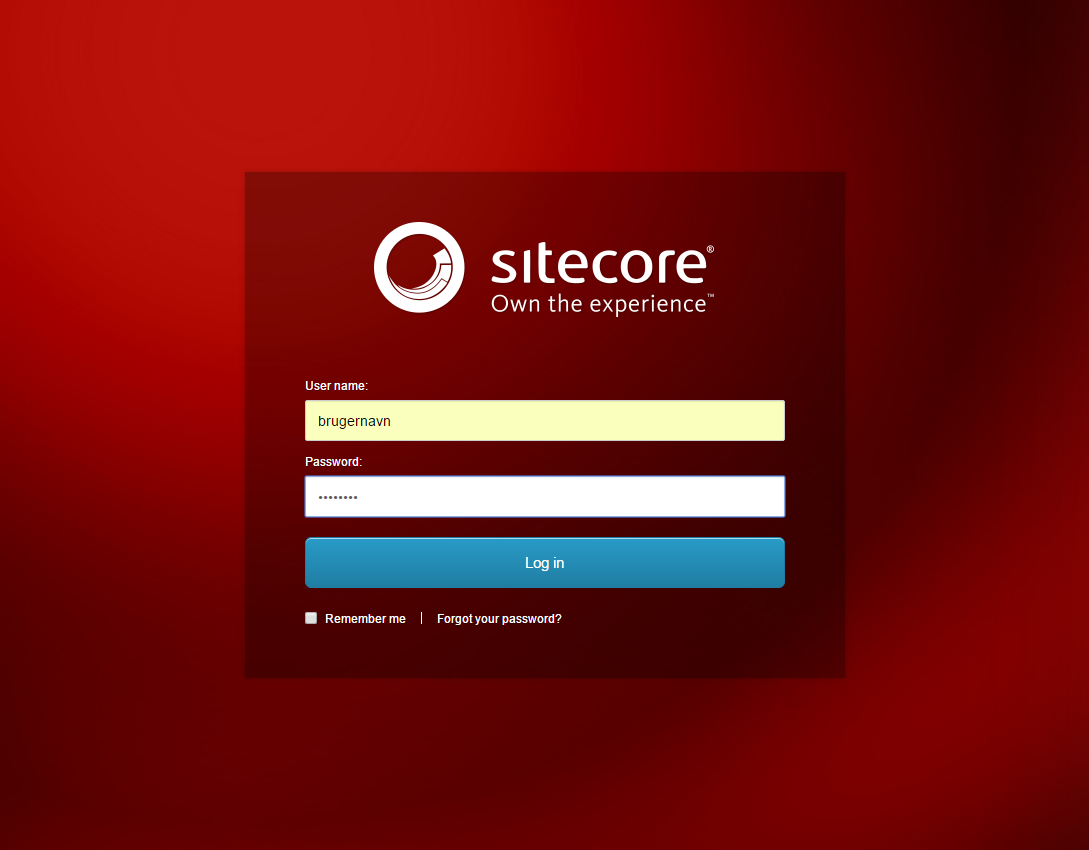 sitecore®
Own the experience™
User name:
brugernavn
Password:
••••••••
Log in
Remember me | Forgot your password?